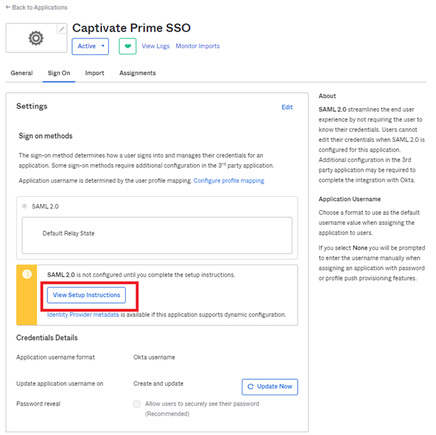 ← Back to Applications
Captivate Prime SSO
Active ▾
View Logs Monitor Imports
General Sign On Import Assignments
Settings Edit
Sign on methods
The sign-on method determines how a user signs into and manages their credentials for an
application. Some sign-on methods require additional configuration in the 3rd party application.
Application username is determined by the user profile mapping. Configure profile mapping
SAML 2.0
Default Relay State
SAML 2.0 is not configured until you complete the setup instructions.
View Setup Instructions
Identity Provider metadata is available if this application supports dynamic configuration.
Credentials Details
Application username format Okta username
Update application username on Create and update Update Now
Password reveal Allow users to securely see their password
(Recommended)
About
SAML 2.0 streamlines the end user
experience by not requiring the user to
know their credentials. Users cannot
edit their credentials when SAML 2.0 is
configured for this application.
Additional configuration in the 3rd
party application may be required to
complete the integration with Okta.
Application Username
Choose a format to use as the default
username value when assigning the
application to users.
If you select None you will be prompted
to enter the username manually when
assigning an application with password
or profile push provisioning features.